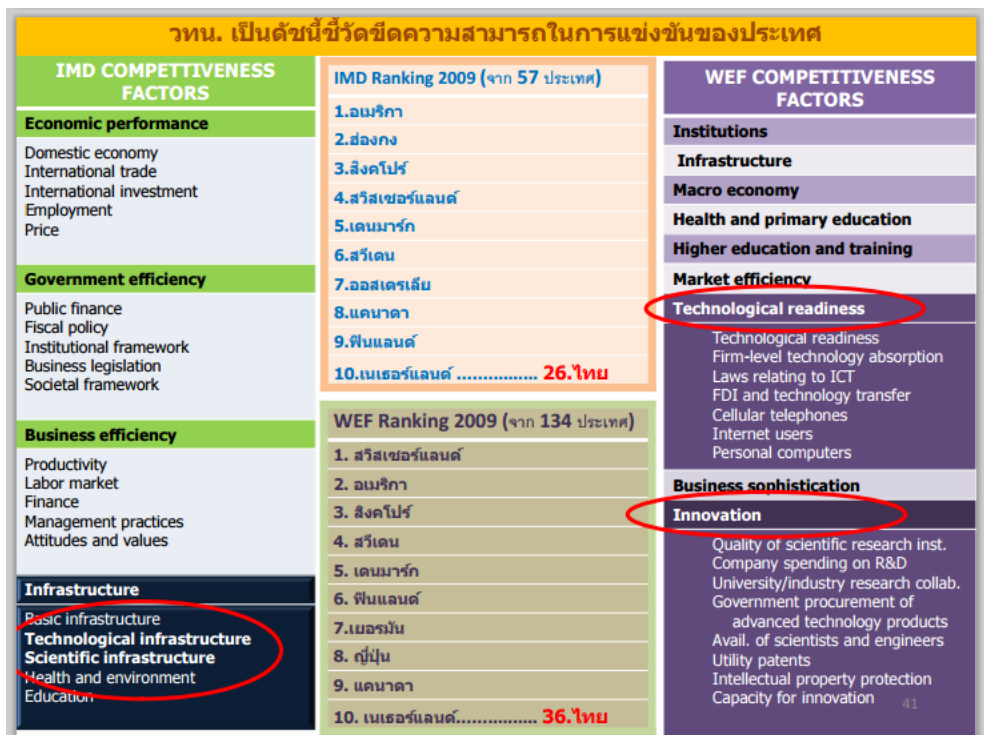 วทน. เป็นดัชนี้ชี้วัดขีดความสามารถในการแข่งขันของประเทศ
IMD COMPETTIVENESS
FACTORS
Economic performance
Domestic economy
International trade
International investment
Employment
Price
Government efficiency
Public finance
Fiscal policy
Institutional framework
Business legislation
Societal framework
Business efficiency
Productivity
Labor market
Finance
Management practices
Attitudes and values
Infrastructure
Basic infrastructure
Technological infrastructure
Scientific infrastructure
Health and environment
Education
IMD Ranking 2009 (จาก 57 ประเทศ)
1.อเมริกา
2.ฮ่องกง
3.สิงคโปร์
4.สวิสเซอร์แลนด์
5.เดนมาร์ก
6.สวีเดน
7.ออสเตรเลีย
8.แคนาดา
9.ฟินแลนด์
10.เนเธอร์แลนด์ ................ 26.ไทย
WEF Ranking 2009 (จาก 134 ประเทศ)
1. สวิสเซอร์แลนด์
2. อเมริกา
3. สิงคโปร์
4. สวีเดน
5. เดนมาร์ก
6. ฟินแลนด์
7.เยอรมัน
8. ญี่ปุ่น
9. แคนาดา
10. เนเธอร์แลนด์................ 36.ไทย
WEF COMPETITIVENESS
FACTORS
Institutions
Infrastructure
Macro economy
Health and primary education
Higher education and training
Market efficiency
Technological readiness
Technological readiness
Firm-level technology absorption
Laws relating to ICT
FDI and technology transfer
Cellular telephones
Internet users
Personal computers
Business sophistication
Innovation
Quality of scientific research inst.
Company spending on R&D
University/industry research collab.
Government procurement of
advanced technology products
Avail. of scientists and engineers
Utility patents
Intellectual property protection
Capacity for innovation
41